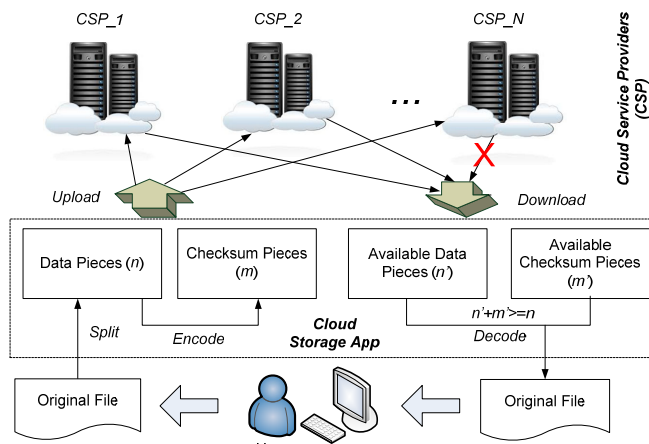 CSP_1
CSP_2
CSP_N
...
Cloud Service Providers
(CSP)
X
Upload
Download
Data Pieces (n)
Checksum Pieces
(m)
Available Data
Pieces (n')
Available
Checksum Pieces
(m')
n'+m'>=n
Split
Encode
Cloud
Storage App
Decode
Original File
Original File